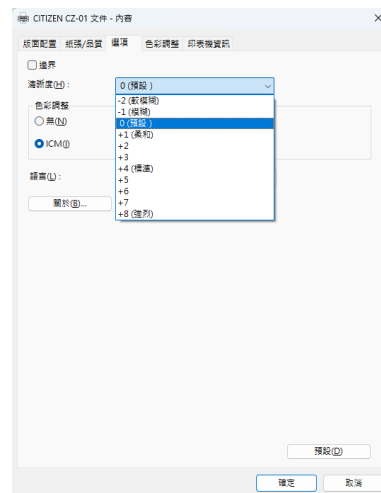 CITIZEN CZ-01 文件 - 內容
版面配置 紙張/品質 選項 色彩調整 印表機資訊
邊界
清晰度(H) :
0 (預設 )
-2 (較模糊)
-1 (模糊)
0 (預設 )
+1 (柔和)
+2
+3
+4 (標準)
+5
+6
+7
+8 (強烈)
色彩調整
無(N)
ICM(I)
語言(L) :
關於(B)...
預設(D)
確定 取消